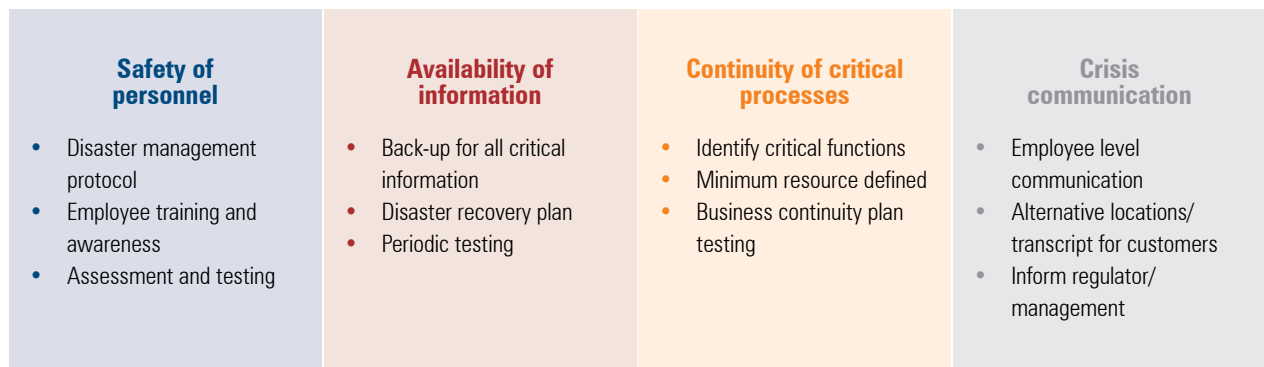 Safety of
personnel
• Disaster management
protocol
• Employee training and
awareness
• Assessment and testing
Availability of
information
• Back-up for all critical
information
• Disaster recovery plan
• Periodic testing
Continuity of critical
processes
• Identify critical functions
• Minimum resource defined
• Business continuity plan
testing
Crisis
communication
• Employee level
communication
• Alternative locations/
transcript for customers
• Inform regulator/
management